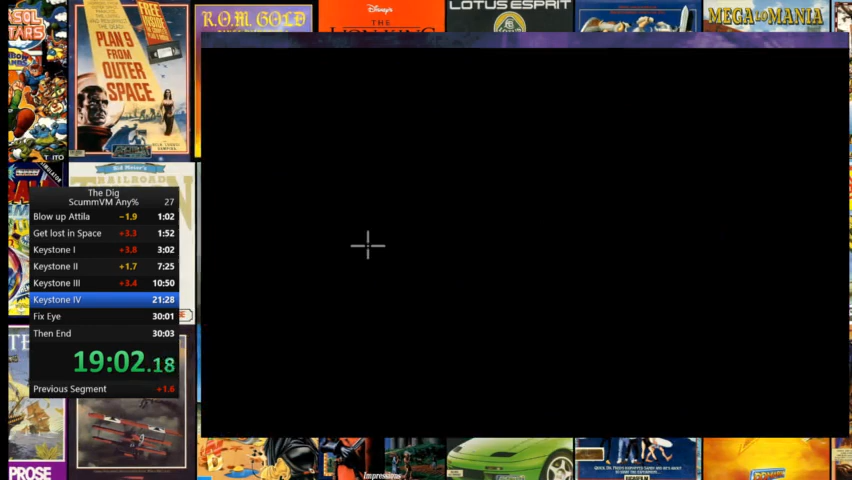 SOL
TARS
FREE
INSIDE
PLAN 9
FROM
OUTER
SPACE
R.O.M. GOLD
Disney's
THE
LOTUS ESPRIT
MEGA LO MANIA
RAILROAD
The Dig
ScummVM Any% 27
Blow up Attila −1.9 1:02
Get lost in Space +3.3 1:52
Keystone I +3.8 3:02
Keystone II +1.7 7:25
Keystone III +3.4 10:50
Keystone IV 21:28
Fix Eye 30:01
Then End 30:03
19:02.18
Previous Segment +1.6
PROSE
Impressions